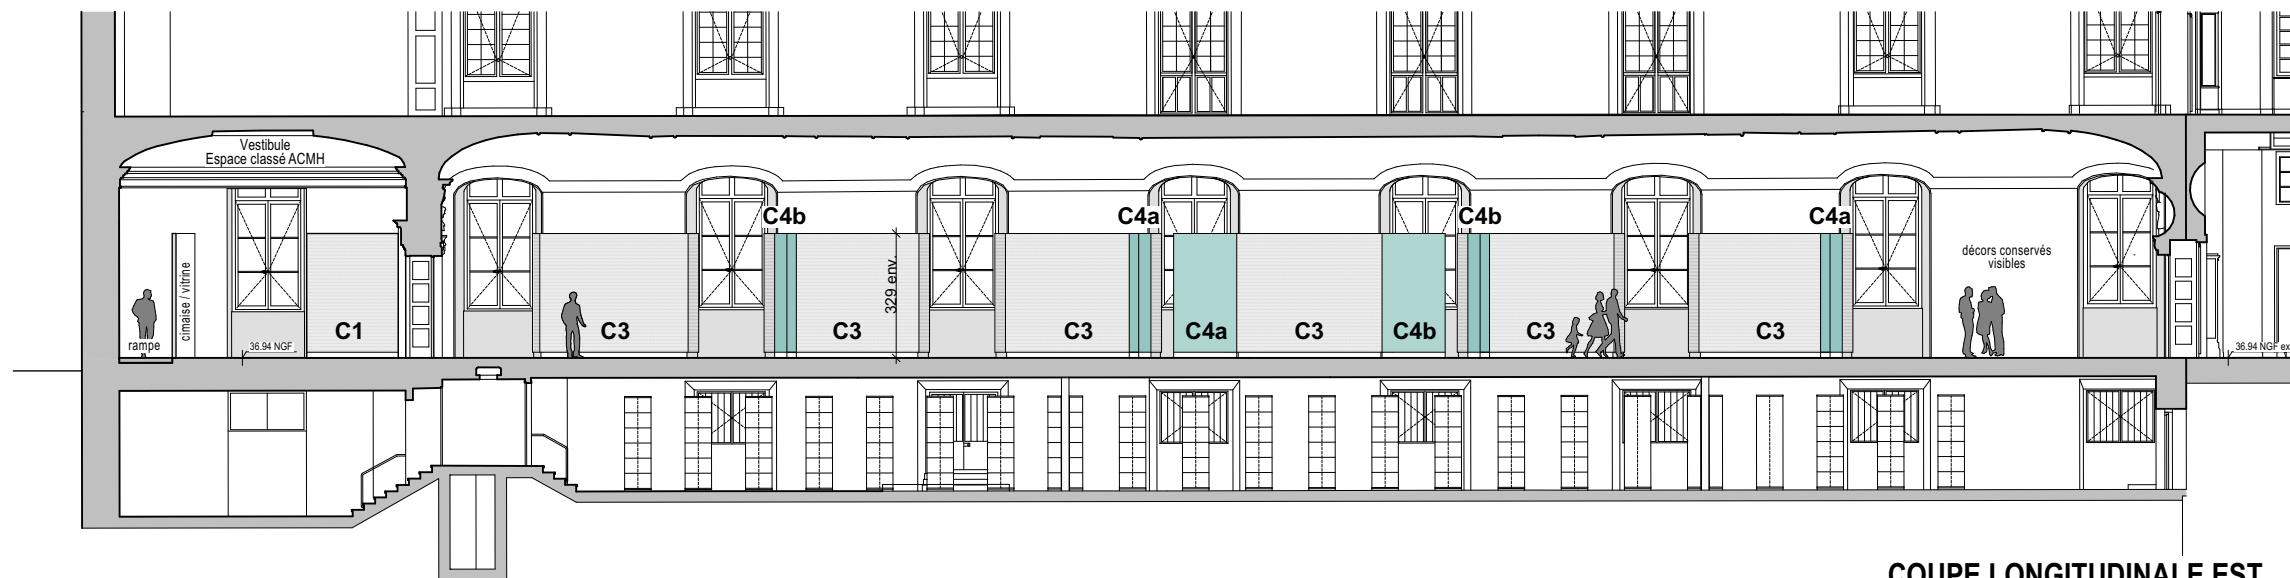 Vestibule
Espace classé ACMH
C4b
C4a
C4b
C4a
cimaise / vitrine
329 env.
décors conservés
visibles
rampe
36.94 NGF
C1
C3
C3
C3
C4a
C3
C4b
C3
C3
36.94 NGF ex
COUPE LONGITUDINALE EST